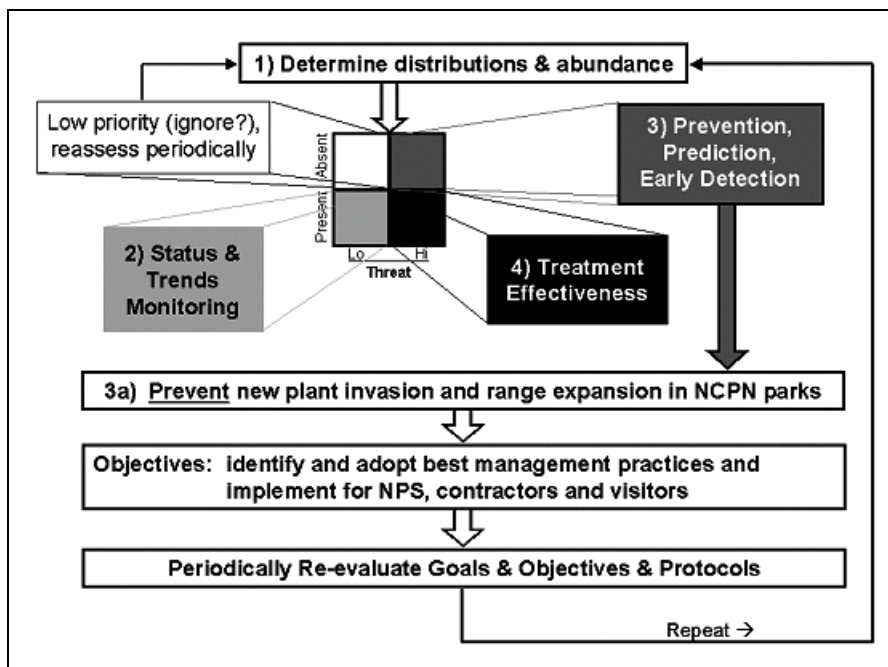 1) Determine distributions & abundance
Low priority (ignore?),
reassess periodically
Absent
Present
Lo
Hi
Threat
3) Prevention,
Prediction,
Early Detection
2) Status &
Trends
Monitoring
4) Treatment
Effectiveness
3a) Prevent new plant invasion and range expansion in NCPN parks
Objectives: identify and adopt best management practices and
implement for NPS, contractors and visitors
Periodically Re-evaluate Goals & Objectives & Protocols
Repeat →